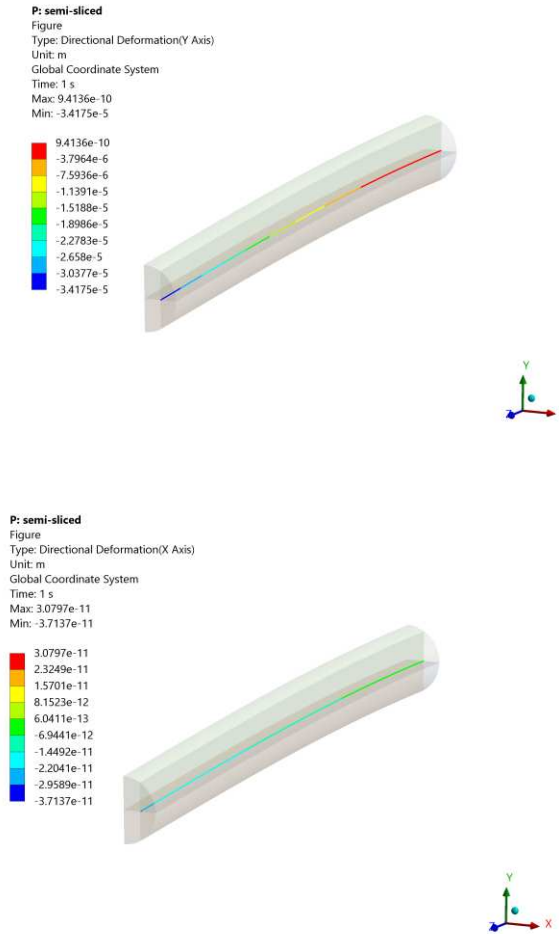 P: semi-sliced
Figure
Type: Directional Deformation(Y Axis)
Unit: m
Global Coordinate System
Time: 1 s
Max: 9.4136e-10
Min: -3.4175e-5
9.4136e-10
-3.7964e-6
-7.5936e-6
-1.1391e-5
-1.5188e-5
-1.8986e-5
-2.2783e-5
-2.658e-5
-3.0377e-5
-3.4175e-5
Y
Z
P: semi-sliced
Figure
Type: Directional Deformation(X Axis)
Unit: m
Global Coordinate System
Time: 1 s
Max: 3.0797e-11
Min: -3.7137e-11
3.0797e-11
2.3249e-11
1.5701e-11
8.1523e-12
6.0411e-13
-6.9441e-12
-1.4492e-11
-2.2041e-11
-2.9589e-11
-3.7137e-11
Y
Z X